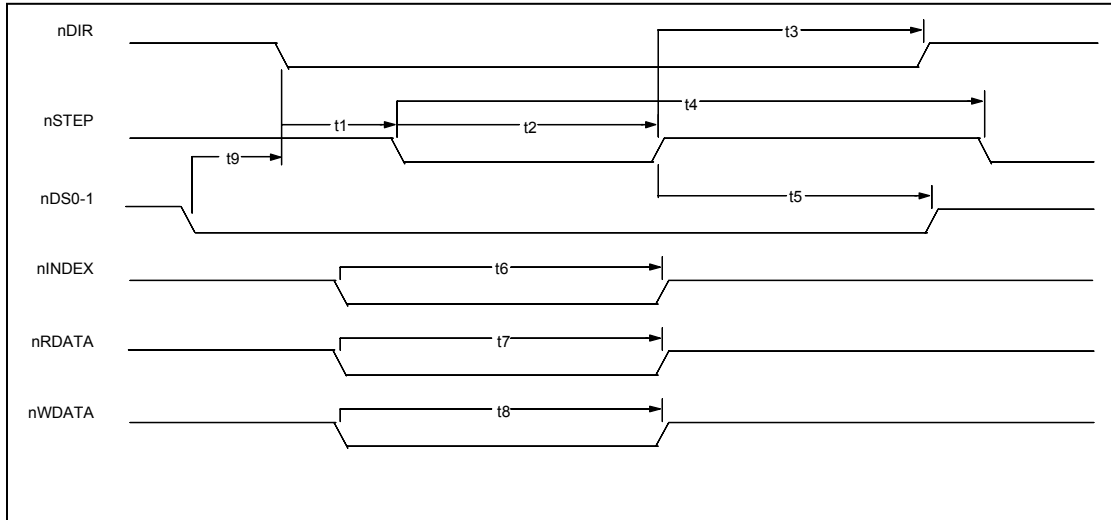 nDIR
t3
t4
nSTEP
t1
t2
t9
nDS0-1
t5
nINDEX
t6
nRDATA
t7
nWDATA
t8